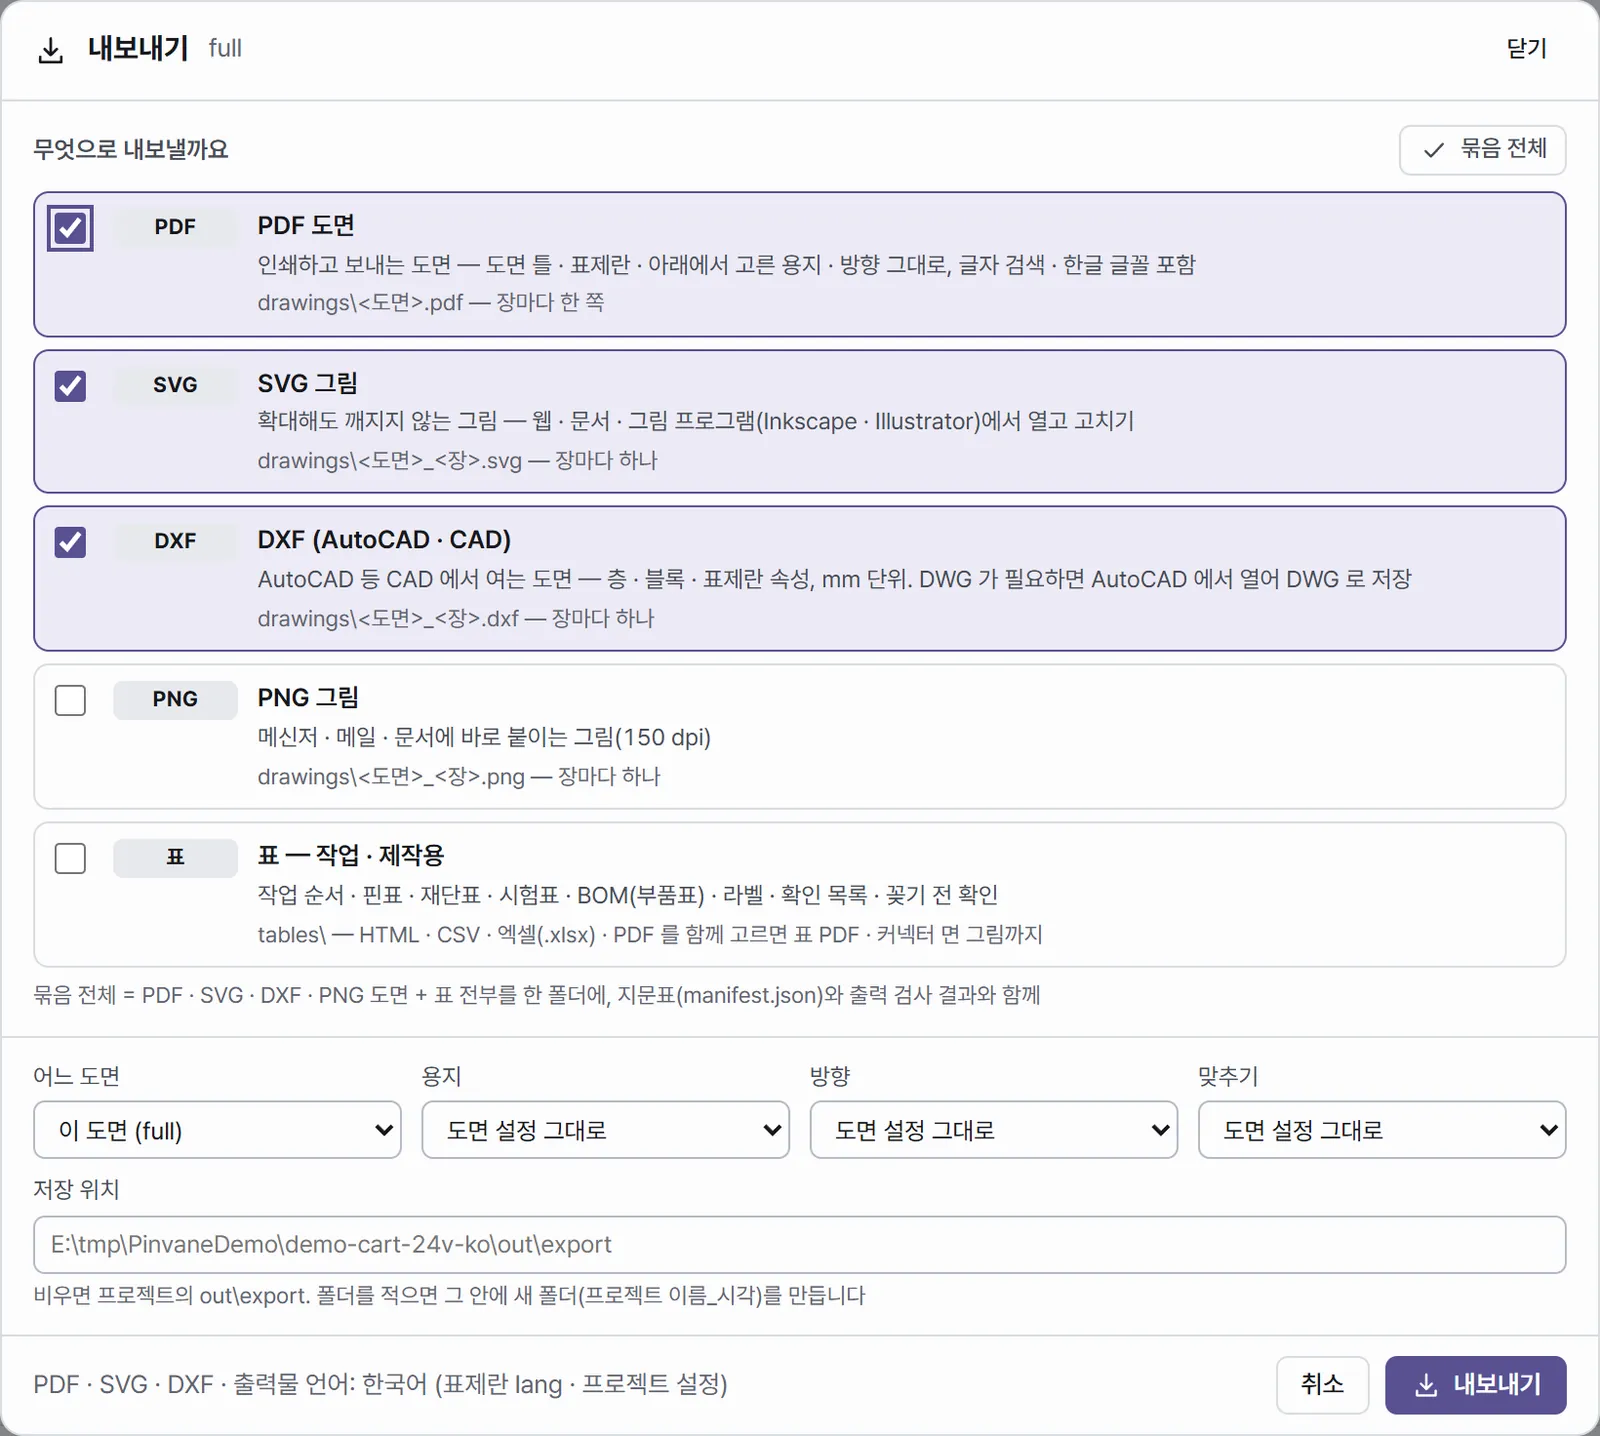 내보내기 full
닫기
무엇으로 내보낼까요
묶음 전체
PDF
PDF 도면
인쇄하고 보내는 도면 — 도면 틀 · 표제란 · 아래에서 고른 용지 · 방향 그대로, 글자 검색 · 한글 글꼴 포함
drawings\<도면>.pdf — 장마다 한 쪽
SVG
SVG 그림
확대해도 깨지지 않는 그림 — 웹 · 문서 · 그림 프로그램(Inkscape · Illustrator)에서 열고 고치기
drawings\<도면>_<장>.svg — 장마다 하나
DXF
DXF (AutoCAD · CAD)
AutoCAD 등 CAD 에서 여는 도면 — 층 · 블록 · 표제란 속성, mm 단위. DWG 가 필요하면 AutoCAD 에서 열어 DWG 로 저장
drawings\<도면>_<장>.dxf — 장마다 하나
PNG
PNG 그림
메신저 · 메일 · 문서에 바로 붙이는 그림(150 dpi)
drawings\<도면>_<장>.png — 장마다 하나
표
표 — 작업 · 제작용
작업 순서 · 핀표 · 재단표 · 시험표 · BOM(부품표) · 라벨 · 확인 목록 · 꽂기 전 확인
tables\ — HTML · CSV · 엑셀(.xlsx) · PDF 를 함께 고르면 표 PDF · 커넥터 면 그림까지
묶음 전체 = PDF · SVG · DXF · PNG 도면 + 표 전부를 한 폴더에, 지문표(manifest.json)와 출력 검사 결과와 함께
어느 도면
용지
방향
맞추기
이 도면 (full)
도면 설정 그대로
도면 설정 그대로
도면 설정 그대로
저장 위치
E:\tmp\PinvaneDemo\demo-cart-24v-ko\out\export
비우면 프로젝트의 out\export. 폴더를 적으면 그 안에 새 폴더(프로젝트 이름_시각)를 만듭니다
PDF · SVG · DXF · 출력물 언어: 한국어 (표제란 lang · 프로젝트 설정)
취소
내보내기